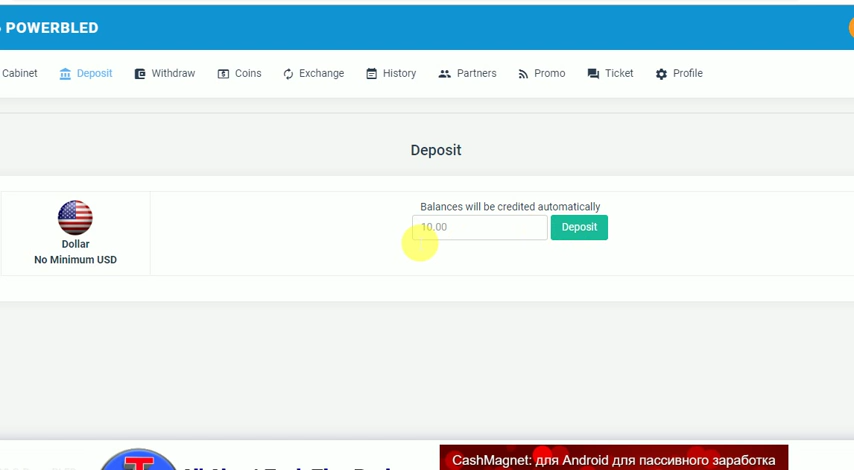 POWERBLED
Cabinet Deposit Withdraw Coins Exchange History Partners Promo Ticket Profile
Deposit
Balances will be credited automatically
10.00 Deposit
Dollar
No Minimum USD
CashMagnet: для Android для пассивного заработка